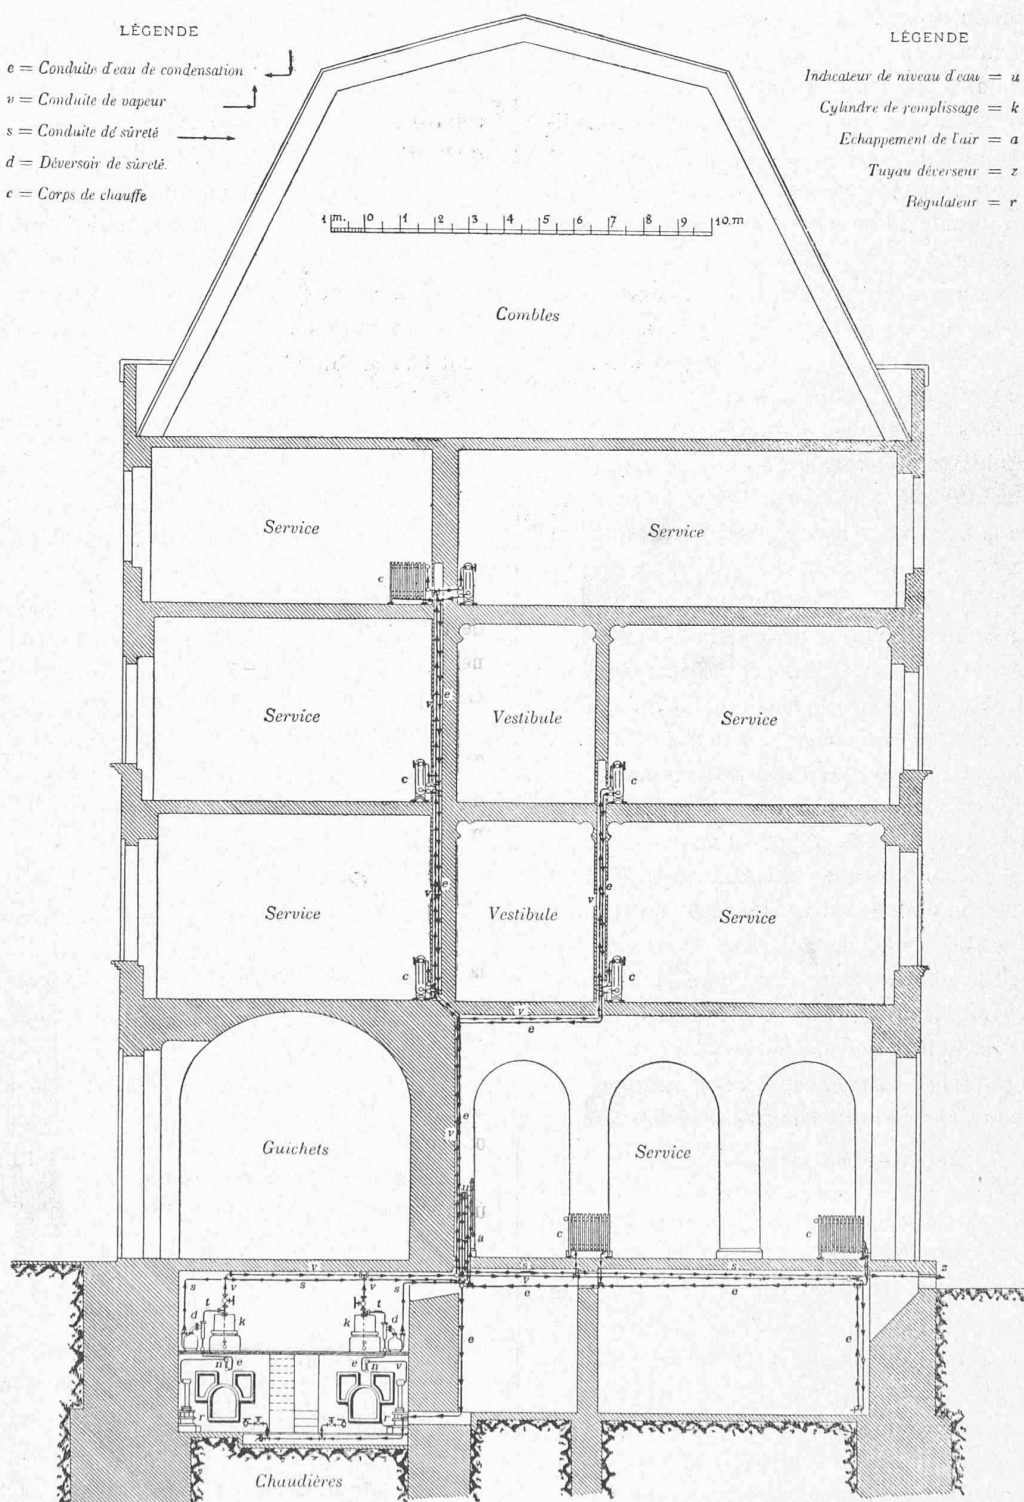 LÉGENDE
e = Conduite d'eau de condensation
v = Conduite de vapeur
s = Conduite de sûreté
d = Déversoir de sûreté.
c = Corps de chauffe
LÉGENDE
Indicateur de niveau d'eau = u
Cylindre de remplissage = k
Echappement de l'air = a
Tuyau déverseur = z
Régulateur = r
1 m. 0 1 2 3 4 5 6 7 8 9 10. m
Combles
Service
Service
c
e
v
Service
Vestibule
Service
c
c
v
e
v
e
Service
Vestibule
Service
c
c
v
e
e
v
Guichets
Service
u
a
c
c
v
s
s
z
s
v
s
v
s
v
e
e
t
t
d
k
k
d
e
e
n
e
e
n
v
r
r
Chaudières